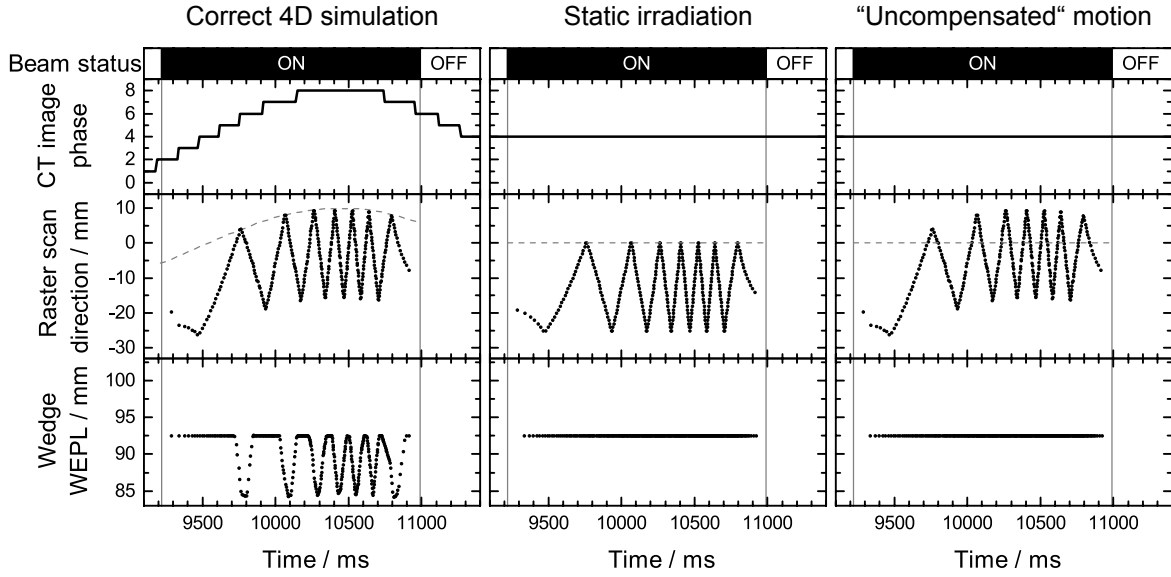 Correct 4D simulation
Static irradiation
“Uncompensated“ motion
Beam status
ON
OFF
ON
OFF
ON
OFF
CT image
phase
8
6
4
2
0
Raster scan
direction / mm
10
0
-10
-20
-30
Wedge
WEPL / mm
100
95
90
85
9500 10000 10500 11000
9500 10000 10500 11000
9500 10000 10500 11000
Time / ms
Time / ms
Time / ms